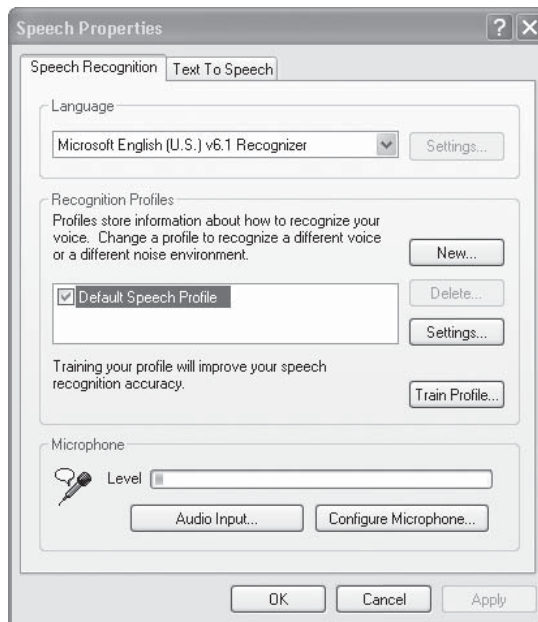 Speech Properties
Speech Recognition
Text To Speech
Language
Microsoft English (U.S.) v6.1 Recognizer
Settings...
Recognition Profiles
Profiles store information about how to recognize your
voice. Change a profile to recognize a different voice
or a different noise environment.
New...
Default Speech Profile
Delete...
Settings...
Training your profile will improve your speech
recognition accuracy.
Train Profile...
Microphone
Level
Audio Input...
Configure Microphone...
OK
Cancel
Apply